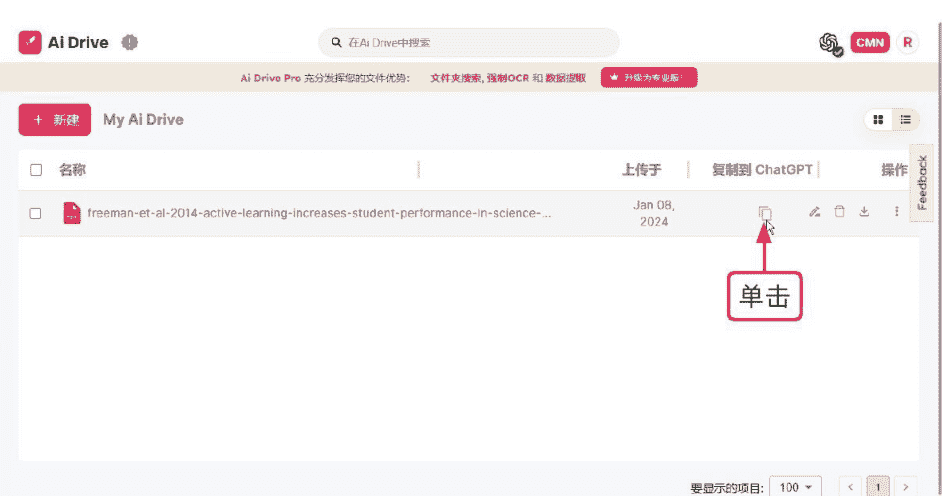 Ai Drive
在Ai Drive中搜索
CMN
R
Ai Drive Pro 充分发挥您的文件优势： 文件夹搜索, 强制OCR 和 数据提取 升级为专业版！
+ 新建
My Ai Drive
Feedback
名称 上传于 复制到 ChatGPT 操作
freeman-et-al-2014-active-learning-increases-student-performance-in-science-...
Jan 08,
2024
单击
要显示的项目: 100
< 1 >